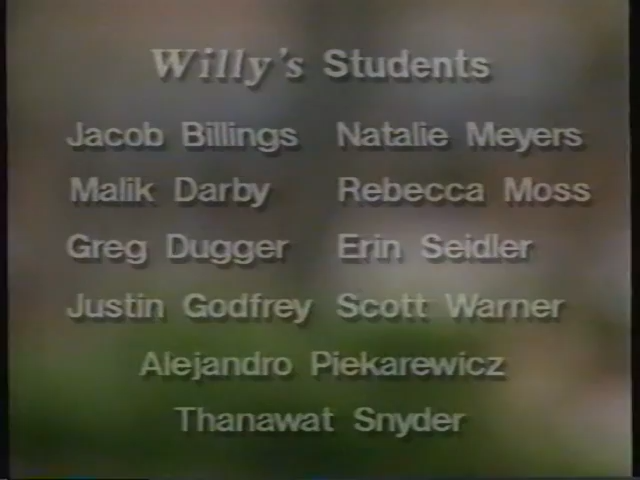 Willy's Students
Jacob Billings Natalie Meyers
Malik Darby Rebecca Moss
Greg Dugger Erin Seidler
Justin Godfrey Scott Warner
Alejandro Piekarewicz
Thanawat Snyder